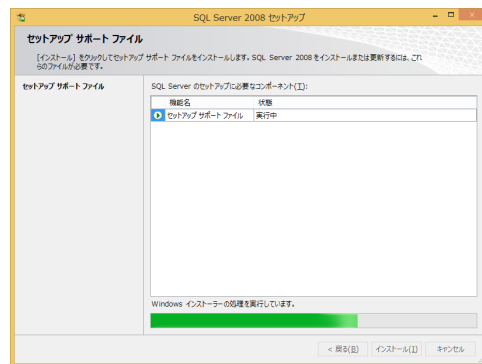 SQL Server 2008 セットアップ
セットアップ サポート ファイル
[インストール] をクリックしてセットアップ サポート ファイルをインストールします。SQL Server 2008 をインストールまたは更新するには、これ
らのファイルが必要です。
セットアップ サポート ファイル
SQL Server のセットアップに必要なコンポーネント(I):
機能名 状態
セットアップ サポート ファイル 実行中
Windows インストーラーの処理を実行しています。
< 戻る(B) インストール(I) キャンセル